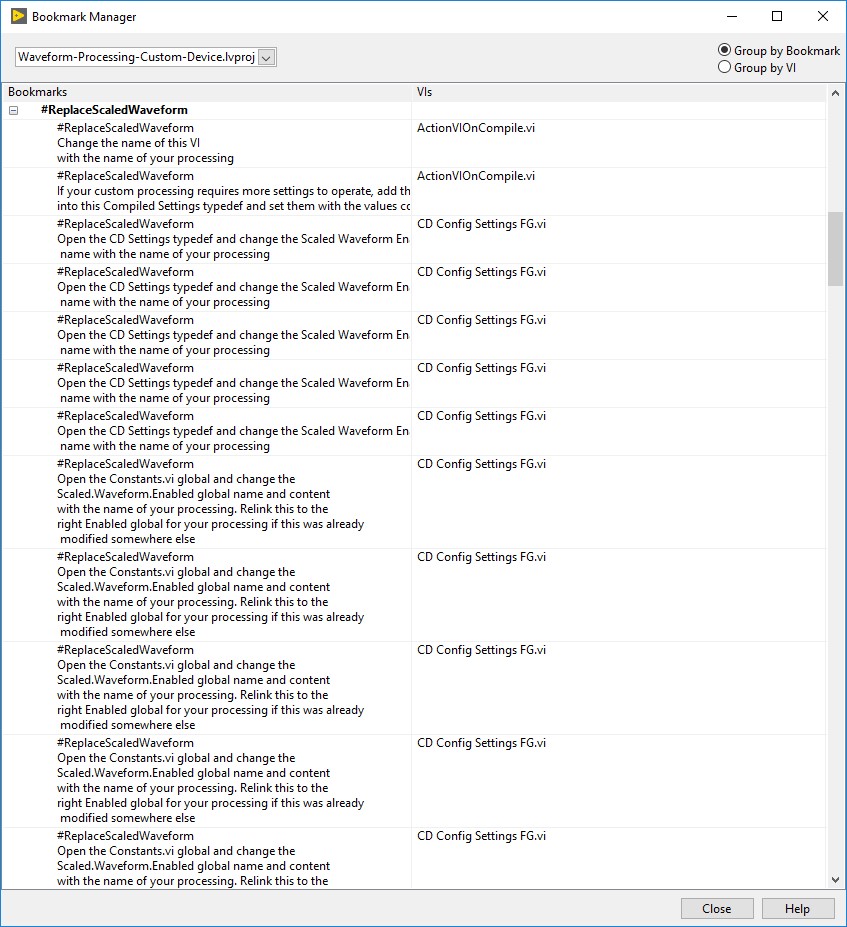 Bookmark Manager
Waveform-Processing-Custom-Device.lvproj
Group by Bookmark
Group by VI
Bookmarks VIs
#ReplaceScaledWaveform
#ReplaceScaledWaveform ActionVIOnCompile.vi
Change the name of this VI
with the name of your processing
#ReplaceScaledWaveform ActionVIOnCompile.vi
If your custom processing requires more settings to operate, add th
into this Compiled Settings typedef and set them with the values co
#ReplaceScaledWaveform CD Config Settings FG.vi
Open the CD Settings typedef and change the Scaled Waveform En
name with the name of your processing
#ReplaceScaledWaveform CD Config Settings FG.vi
Open the CD Settings typedef and change the Scaled Waveform En
name with the name of your processing
#ReplaceScaledWaveform CD Config Settings FG.vi
Open the CD Settings typedef and change the Scaled Waveform En
name with the name of your processing
#ReplaceScaledWaveform CD Config Settings FG.vi
Open the CD Settings typedef and change the Scaled Waveform En
name with the name of your processing
#ReplaceScaledWaveform CD Config Settings FG.vi
Open the CD Settings typedef and change the Scaled Waveform En
name with the name of your processing
#ReplaceScaledWaveform CD Config Settings FG.vi
Open the Constants.vi global and change the
Scaled.Waveform.Enabled global name and content
with the name of your processing. Relink this to the
right Enabled global for your processing if this was already
modified somewhere else
#ReplaceScaledWaveform CD Config Settings FG.vi
Open the Constants.vi global and change the
Scaled.Waveform.Enabled global name and content
with the name of your processing. Relink this to the
right Enabled global for your processing if this was already
modified somewhere else
#ReplaceScaledWaveform CD Config Settings FG.vi
Open the Constants.vi global and change the
Scaled.Waveform.Enabled global name and content
with the name of your processing. Relink this to the
right Enabled global for your processing if this was already
modified somewhere else
#ReplaceScaledWaveform CD Config Settings FG.vi
Open the Constants.vi global and change the
Scaled.Waveform.Enabled global name and content
with the name of your processing. Relink this to the
right Enabled global for your processing if this was already
modified somewhere else
#ReplaceScaledWaveform CD Config Settings FG.vi
Open the Constants.vi global and change the
Scaled.Waveform.Enabled global name and content
with the name of your processing. Relink this to the
Close Help